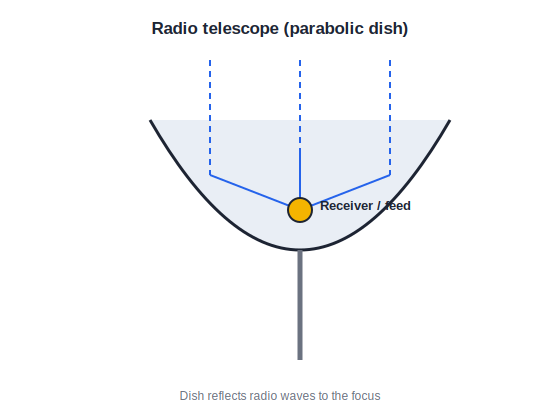 Radio telescope (parabolic dish)
Receiver / feed
Dish reflects radio waves to the focus